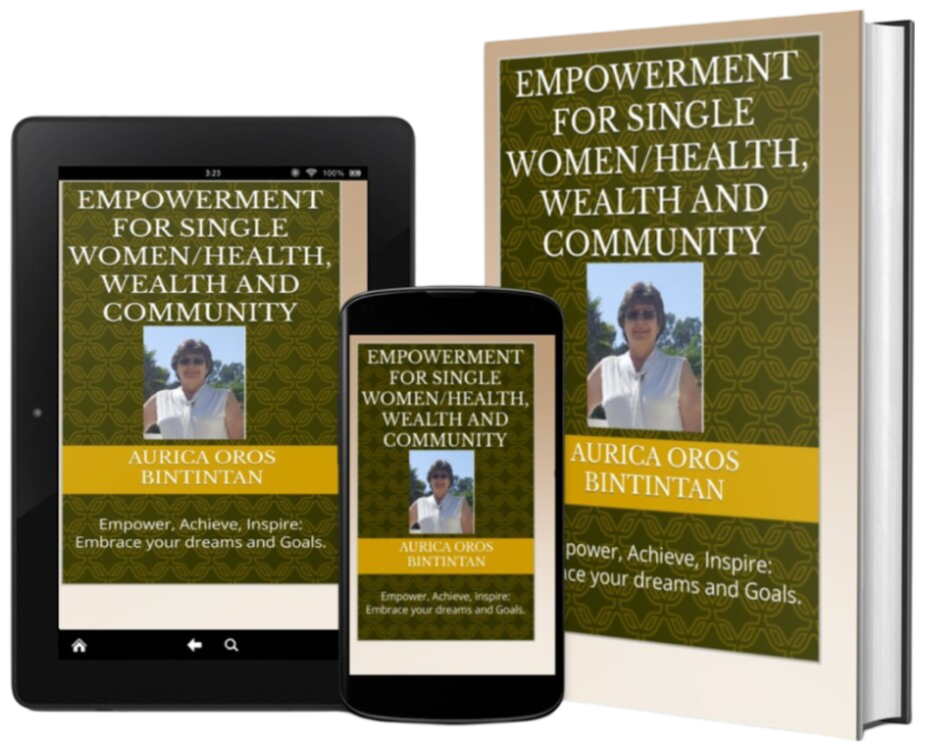 3:23
100%
EMPOWERMENT
FOR SINGLE
WOMEN/HEALTH,
WEALTH AND
COMMUNITY
AURICA OROS
BINTINTAN
Empower, Achieve, Inspire:
Embrace your dreams and Goals.
EMPOWERMENT
FOR SINGLE
WOMEN/HEALTH,
WEALTH AND
COMMUNITY
AURICA OROS
BINTINTAN
Empower, Achieve, Inspire:
Embrace your dreams and Goals.
EMPOWERMENT
FOR SINGLE
WOMEN/HEALTH,
WEALTH AND
COMMUNITY
AURICA OROS
BINTINTAN
power, Achieve, Inspire:
ce your dreams and Goals.